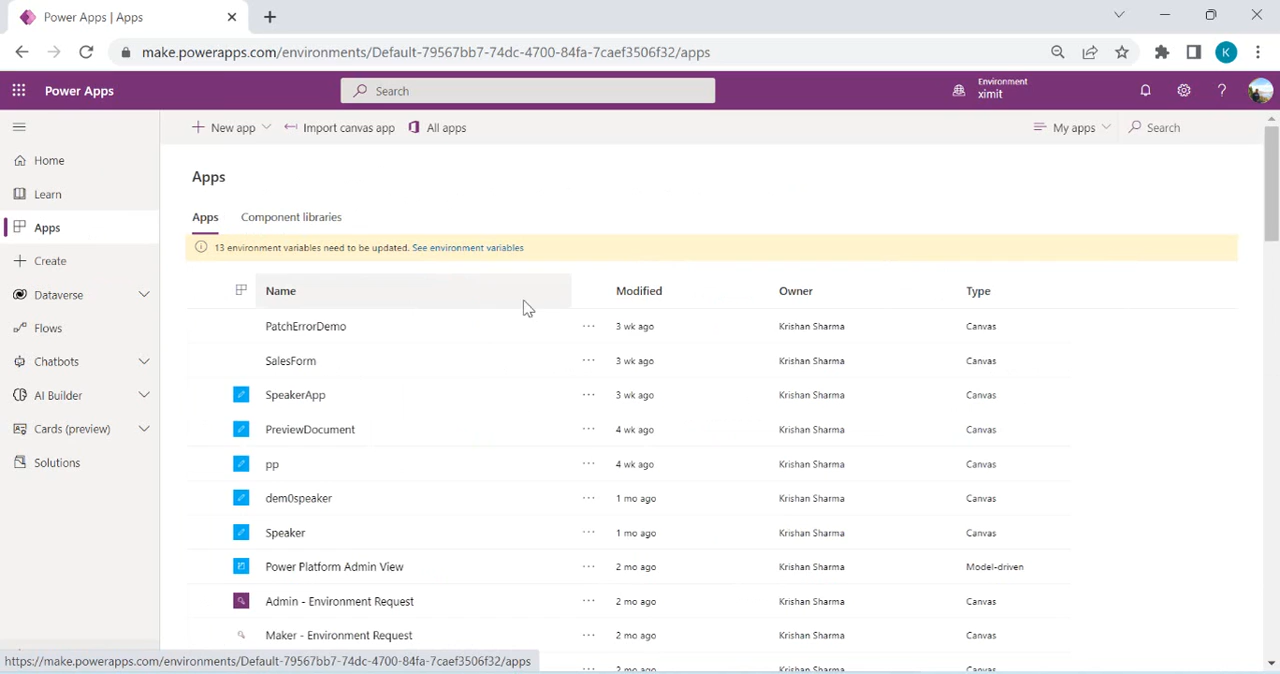 Power Apps | Apps
make.powerapps.com/environments/Default-79567bb7-74dc-4700-84fa-7caef3506f32/apps
K
Power Apps
Search
Environment
ximit
New app
Import canvas app
All apps
My apps
Search
Home
Learn
Apps
Create
Dataverse
Flows
Chatbots
AI Builder
Cards (preview)
Solutions
Apps
Apps Component libraries
13 environment variables need to be updated. See environment variables
Name Modified Owner Type
PatchErrorDemo ··· 3 wk ago Krishan Sharma Canvas
SalesForm ··· 3 wk ago Krishan Sharma Canvas
SpeakerApp ··· 3 wk ago Krishan Sharma Canvas
PreviewDocument ··· 4 wk ago Krishan Sharma Canvas
pp ··· 4 wk ago Krishan Sharma Canvas
dem0speaker ··· 1 mo ago Krishan Sharma Canvas
Speaker ··· 1 mo ago Krishan Sharma Canvas
Power Platform Admin View ··· 2 mo ago Krishan Sharma Model-driven
Admin - Environment Request ··· 2 mo ago Krishan Sharma Canvas
Maker - Environment Request ··· 2 mo ago Krishan Sharma Canvas
2 mo ago Krishan Sharma Canvas
https://make.powerapps.com/environments/Default-79567bb7-74dc-4700-84fa-7caef3506f32/apps